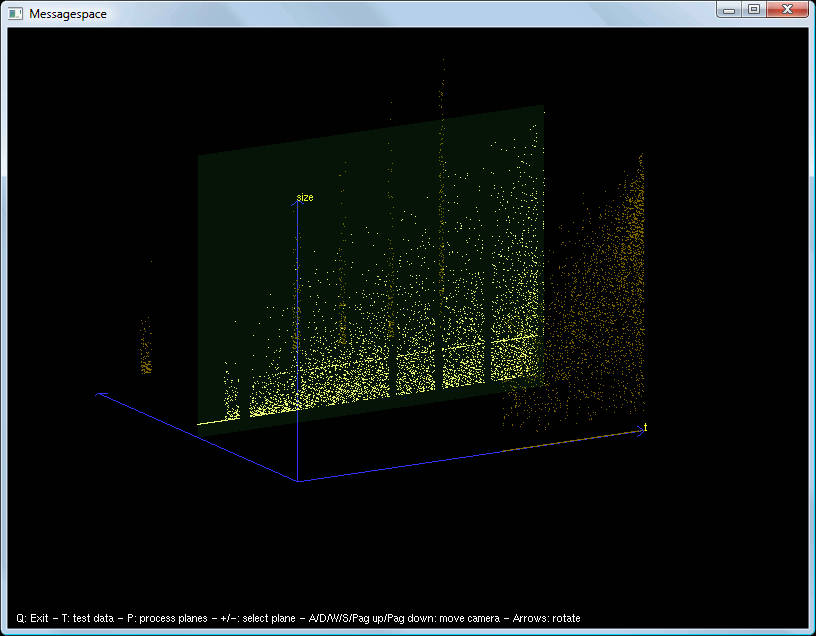 Messagespace
size
t
Q: Exit - T: test data - P: process planes - +/-: select plane - A/D/W/S/Pag up/Pag down: move camera - Arrows: rotate